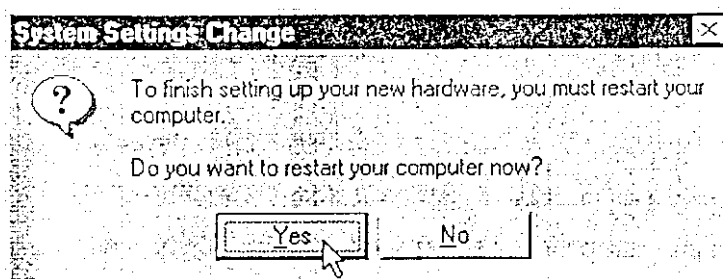 System Settings Change
?
To finish setting up your new hardware, you must restart your
computer.
Do you want to restart your computer now?
Yes No